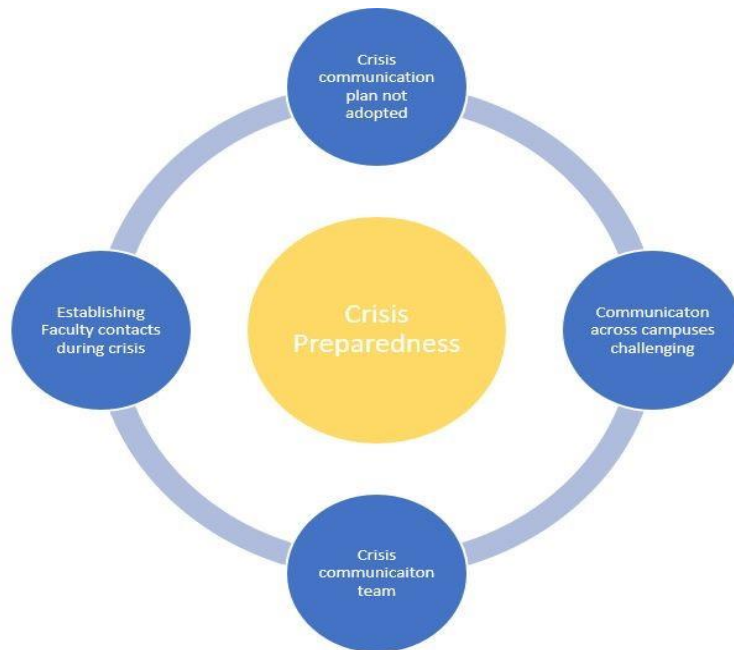 Crisis
communication
plan not
adopted
Establishing
Faculty contacts
during crisis
Crisis
Preparedness
Communicaton
across campuses
challenging
Crisis
communicaiton
team